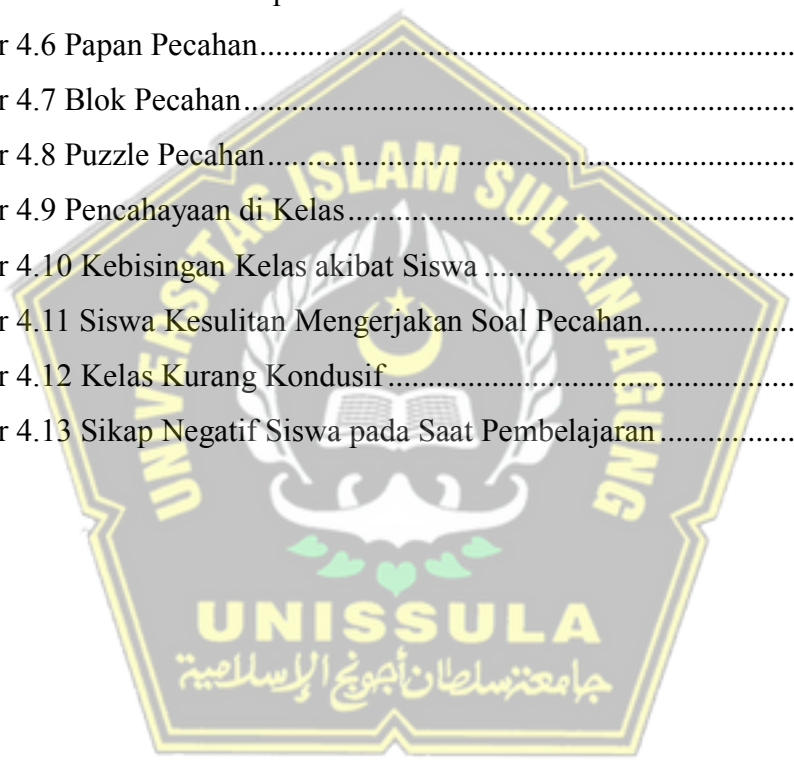 r 4.6 Papan Pecahan....................................................................
r 4.7 Blok Pecahan......................................................................
r 4.8 Puzzle Pecahan...................................................................
r 4.9 Pencahayaan di Kelas.........................................................
r 4.10 Kebisingan Kelas akibat Siswa .......................................
r 4.11 Siswa Kesulitan Mengerjakan Soal Pecahan...................
r 4.12 Kelas Kurang Kondusif ...................................................
r 4.13 Sikap Negatif Siswa pada Saat Pembelajaran .................
UNIVERSITAS ISLAM SULTAN AGUNG
UNISSULA
جامعة سلطان أجونج الإسلامية